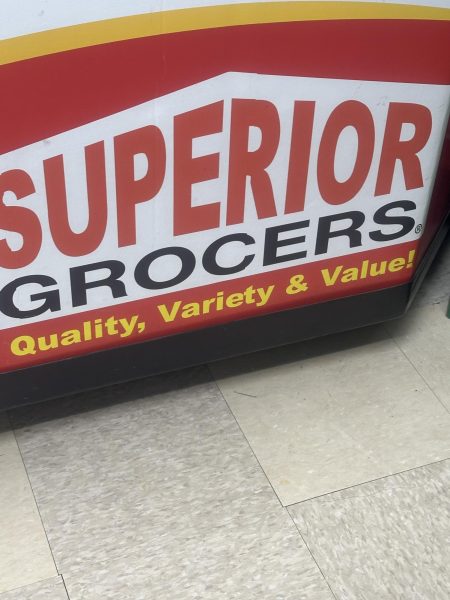 SUPERIOR
GROCERS®
Quality, Variety & Value!